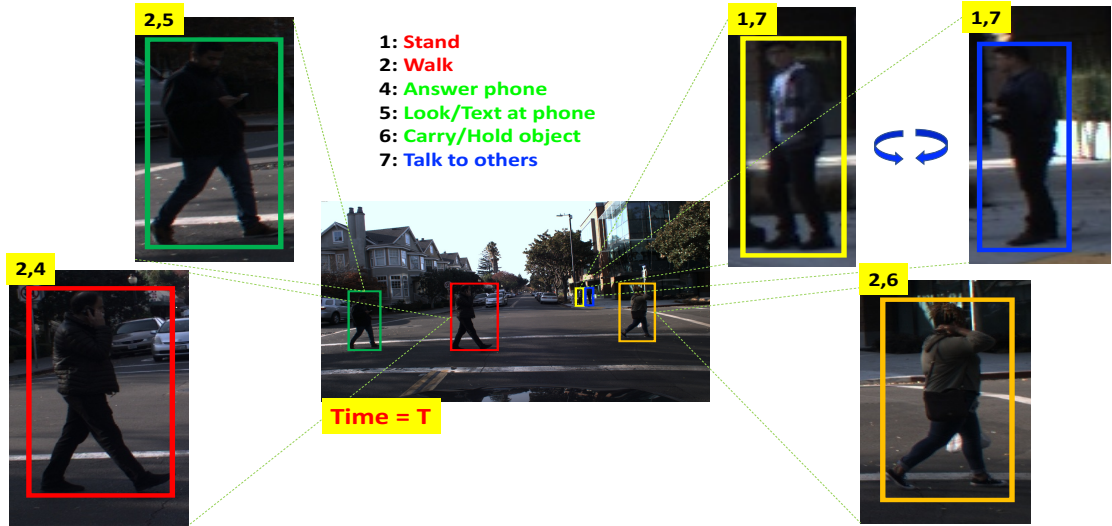 2,5
1: Stand
2: Walk
4: Answer phone
5: Look/Text at phone
6: Carry/Hold object
7: Talk to others
1,7
1,7
2,4
2,6
Time = T